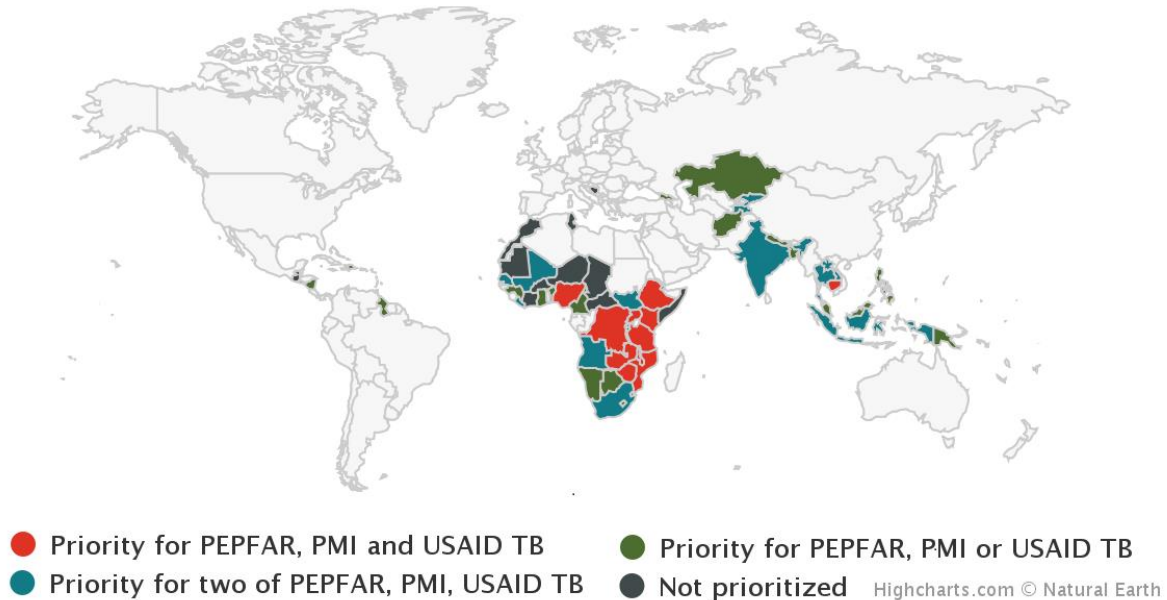 Priority for PEPFAR, PMI and USAID TB
Priority for PEPFAR, PMI or USAID TB
Priority for two of PEPFAR, PMI, USAID TB
Not prioritized
Highcharts.com © Natural Earth